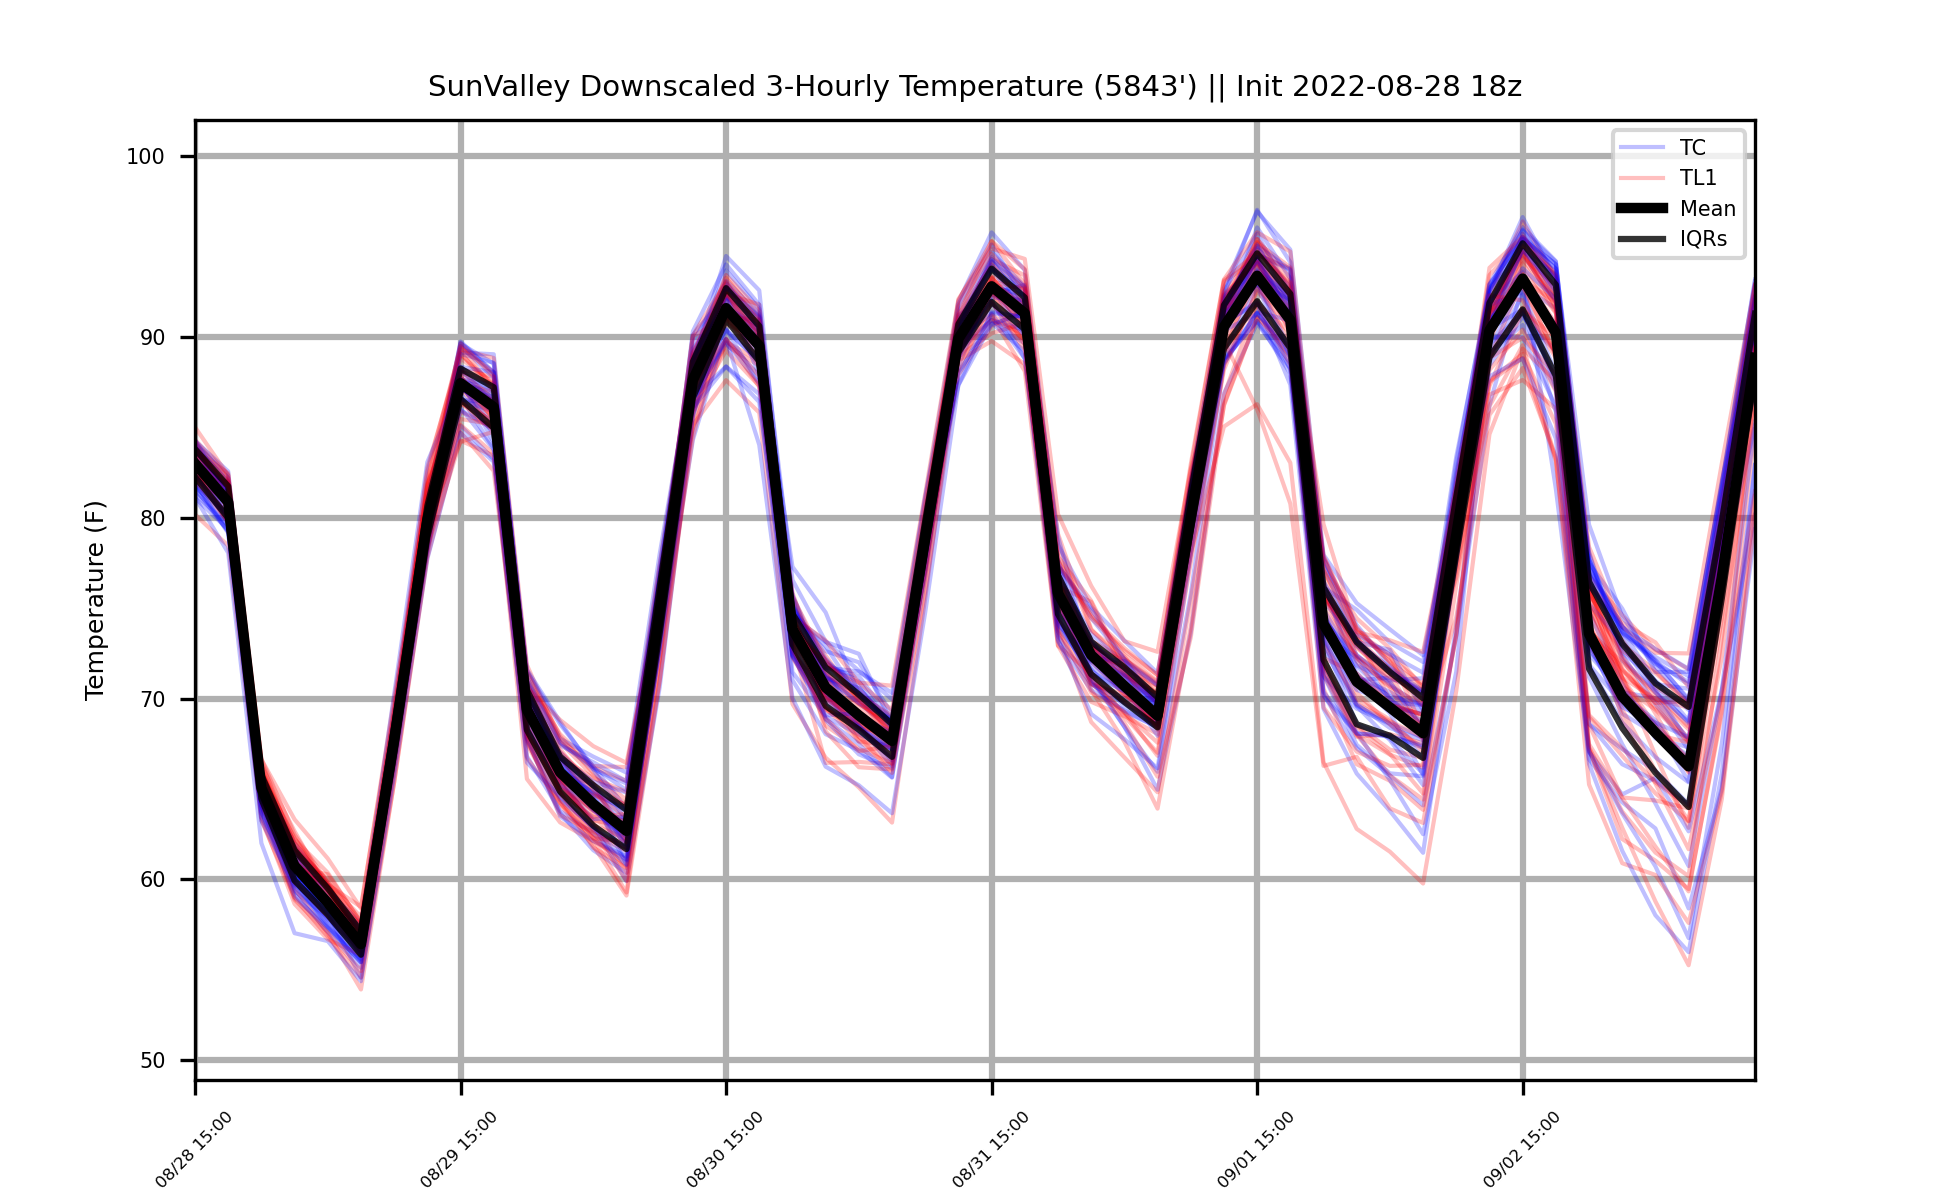 SunValley Downscaled 3-Hourly Temperature (5843') || Init 2022-08-28 18z
TC
TL1
Mean
IQRs
Temperature (F)
100
90
80
70
60
50
08/28 15:00
08/29 15:00
08/30 15:00
08/31 15:00
09/01 15:00
09/02 15:00